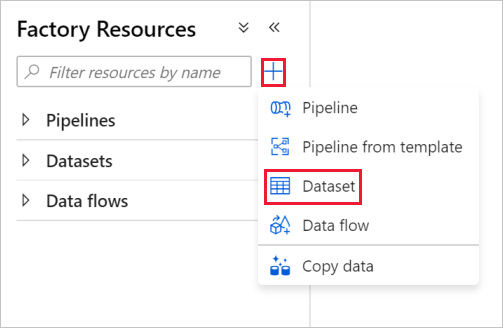 Factory Resources
Filter resources by name
Pipelines
Datasets
Data flows
Pipeline
Pipeline from template
Dataset
Data flow
Copy data